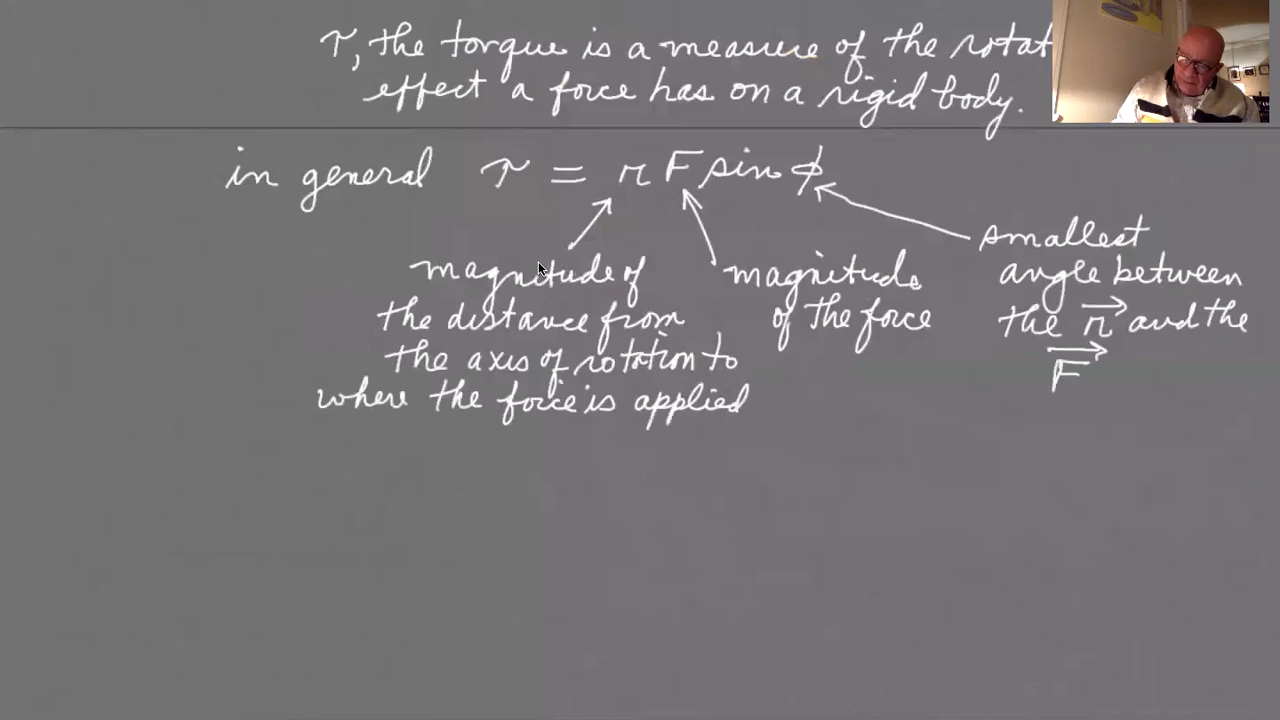 τ, the torque is a measure of the rotat
effect a force has on a rigid body.
in general τ = r F sin ϕ
magnitude of
the distance from
the axis of rotation to
where the force is applied
magnitude
of the force
smallest
angle between
the r⃗ and the
F⃗